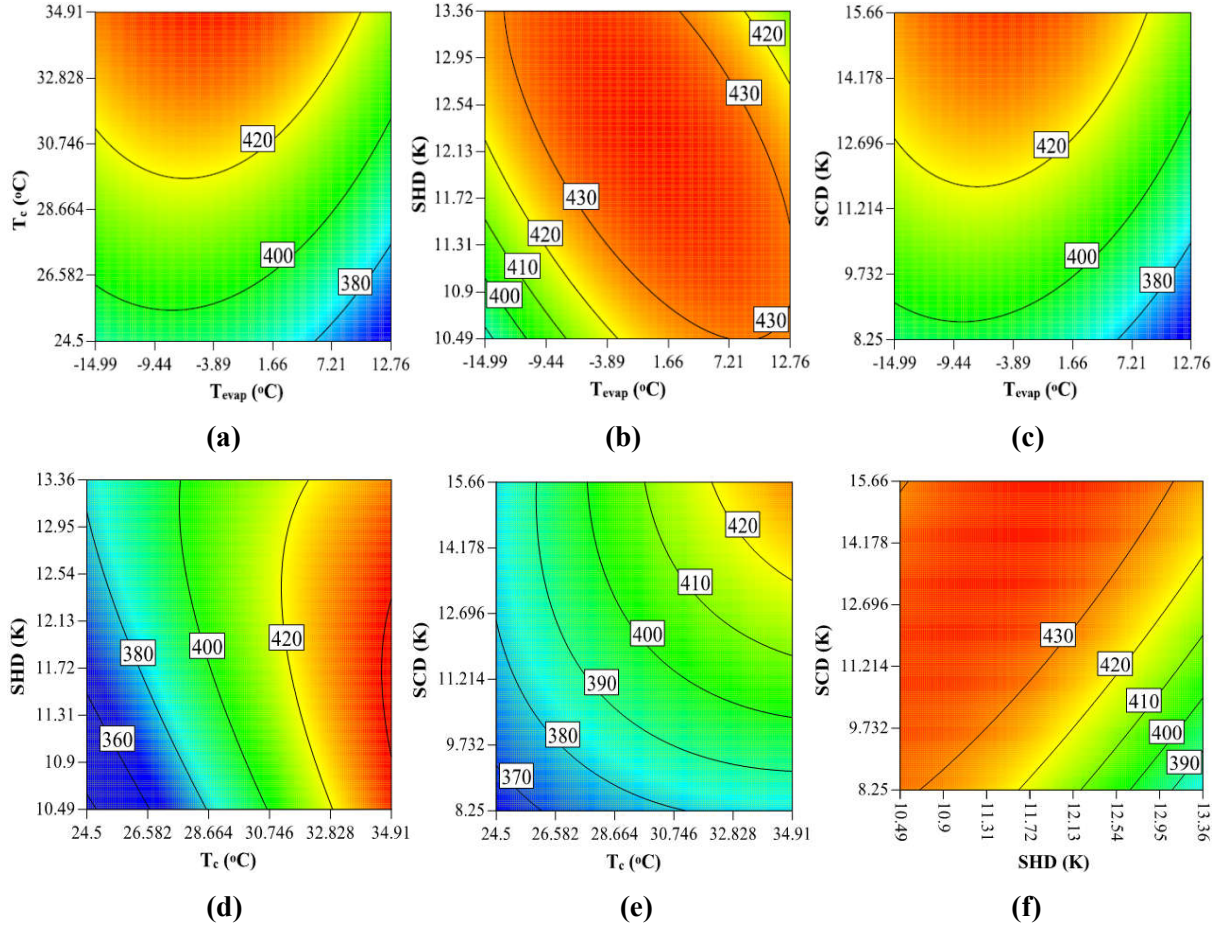 34.91
32.828
30.746
28.664
26.582
24.5
420
400
380
-14.99 -9.44 -3.89 1.66 7.21 12.76
Tc (oC)
Tevap (oC)
(a)
13.36
12.95
12.54
12.13
11.72
11.31
10.9
10.49
420
430
430
420
410
400
430
-14.99 -9.44 -3.89 1.66 7.21 12.76
SHD (K)
Tevap (oC)
(b)
15.66
14.178
12.696
11.214
9.732
8.25
420
400
380
-14.99 -9.44 -3.89 1.66 7.21 12.76
SCD (K)
Tevap (oC)
(c)
13.36
12.95
12.54
12.13
11.72
11.31
10.9
10.49
380
400
420
360
24.5 26.582 28.664 30.746 32.828 34.91
SHD (K)
Tc (oC)
(d)
15.66
14.178
12.696
11.214
9.732
8.25
420
410
400
390
380
370
24.5 26.582 28.664 30.746 32.828 34.91
SCD (K)
Tc (oC)
(e)
15.66
14.178
12.696
11.214
9.732
8.25
430
420
410
400
390
10.49 10.9 11.31 11.72 12.13 12.54 12.95 13.36
SCD (K)
SHD (K)
(f)